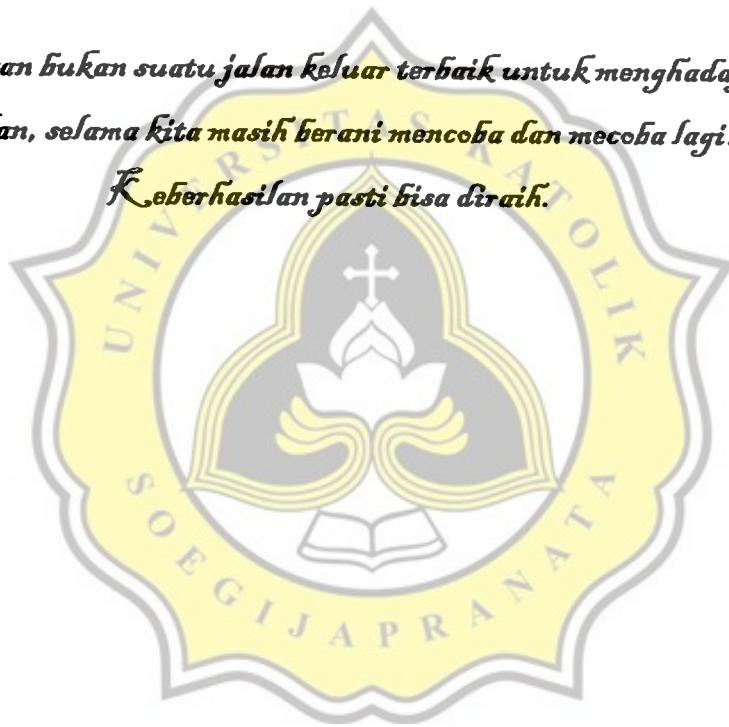 an bukan suatu jalan keluar terbaik untuk menghada
an, selama kita masih berani mencoba dan mecoba lagi.
Keberhasilan pasti bisa diraih.
UNIVERSITAS KATOLIK
SOEGIJAPRANATA